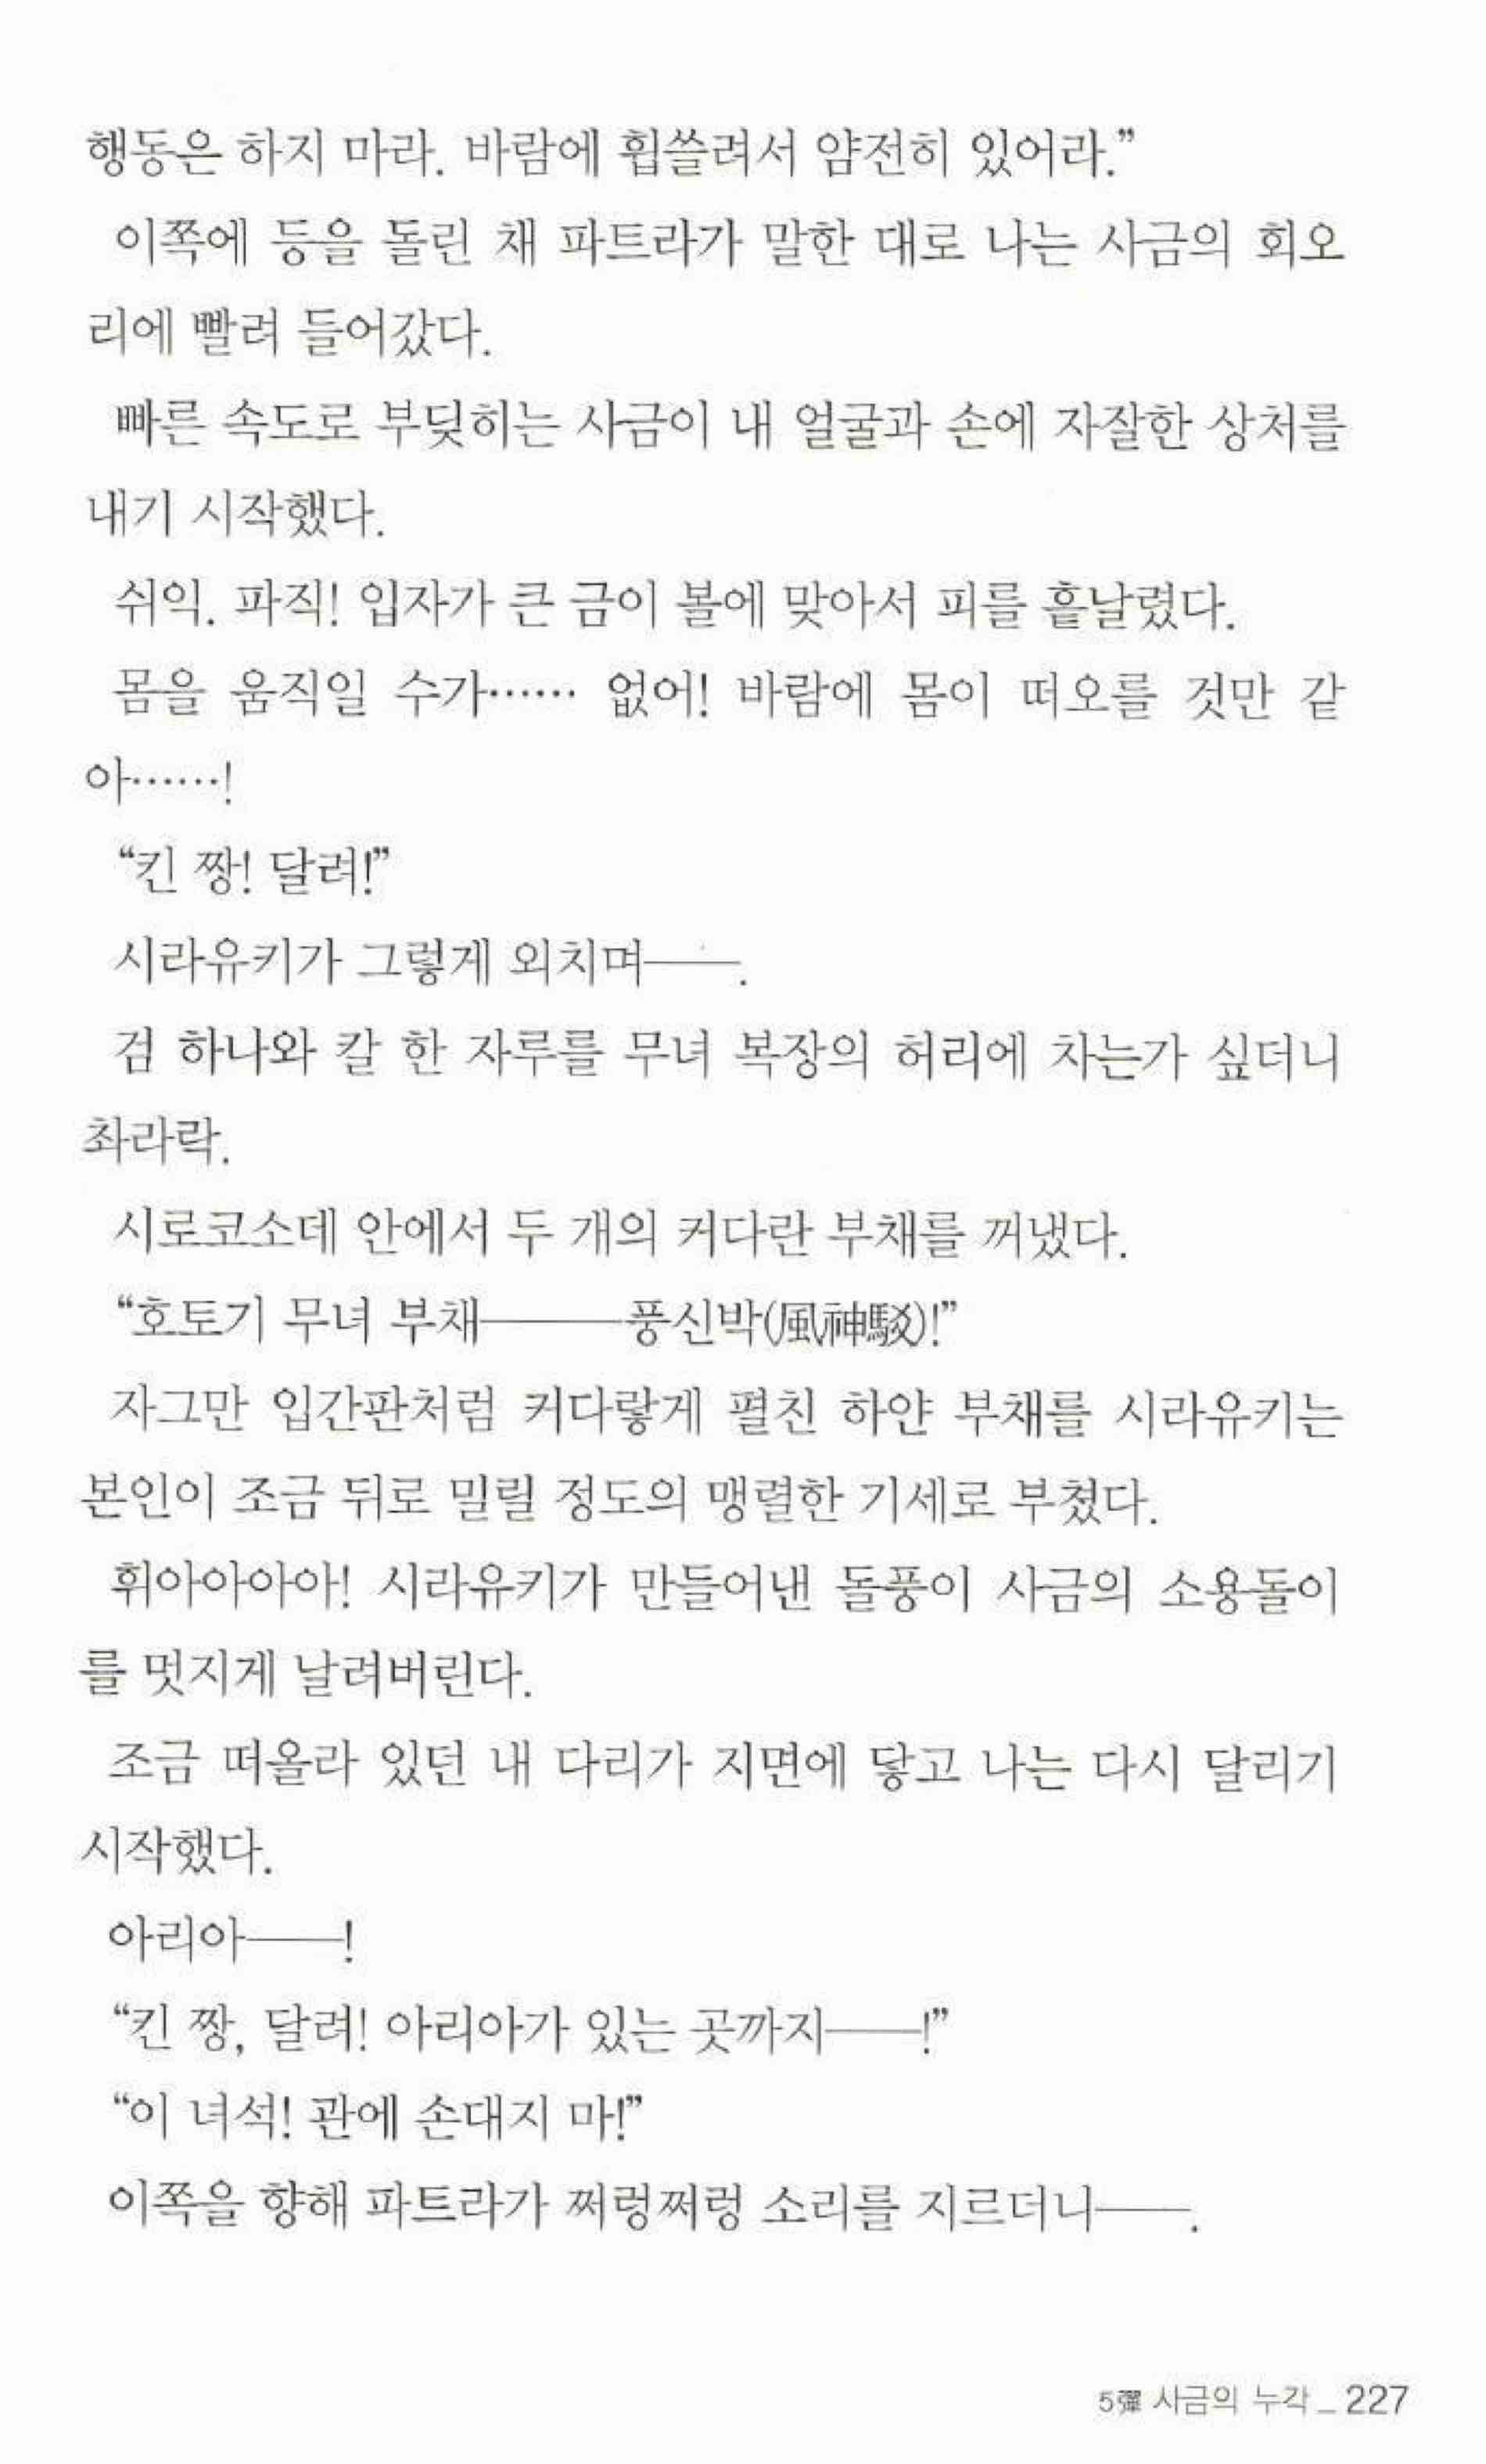 행동은 하지 마라. 바람에 휩쓸려서 얌전히 있어라.”
이쪽에 등을 돌린 채 파트라가 말한 대로 나는 사금의 회오
리에 빨려 들어갔다.
빠른 속도로 부딪히는 사금이 내 얼굴과 손에 자잘한 상처를
내기 시작했다.
쉬익. 파직! 입자가 큰 금이 볼에 맞아서 피를 흩날렸다.
몸을 움직일 수가…… 없어! 바람에 몸이 떠오를 것만 같
아……!
“킨 짱! 달려!”
시라유키가 그렇게 외치며──.
검 하나와 칼 한 자루를 무녀 복장의 허리에 차는가 싶더니
촤라락.
시로코소데 안에서 두 개의 커다란 부채를 꺼냈다.
“호토기 무녀 부채───풍신박(風神駁)!”
자그만 입간판처럼 커다랗게 펼친 하얀 부채를 시라유키는
본인이 조금 뒤로 밀릴 정도의 맹렬한 기세로 부쳤다.
휘아아아아! 시라유키가 만들어낸 돌풍이 사금의 소용돌이
를 멋지게 날려버린다.
조금 떠올라 있던 내 다리가 지면에 닿고 나는 다시 달리기
시작했다.
아리아──!
“킨 짱, 달려! 아리아가 있는 곳까지──!”
“이 녀석! 관에 손대지 마!”
이쪽을 향해 파트라가 쩌렁쩌렁 소리를 지르더니──.
5彈 사금의 누각 _ 227